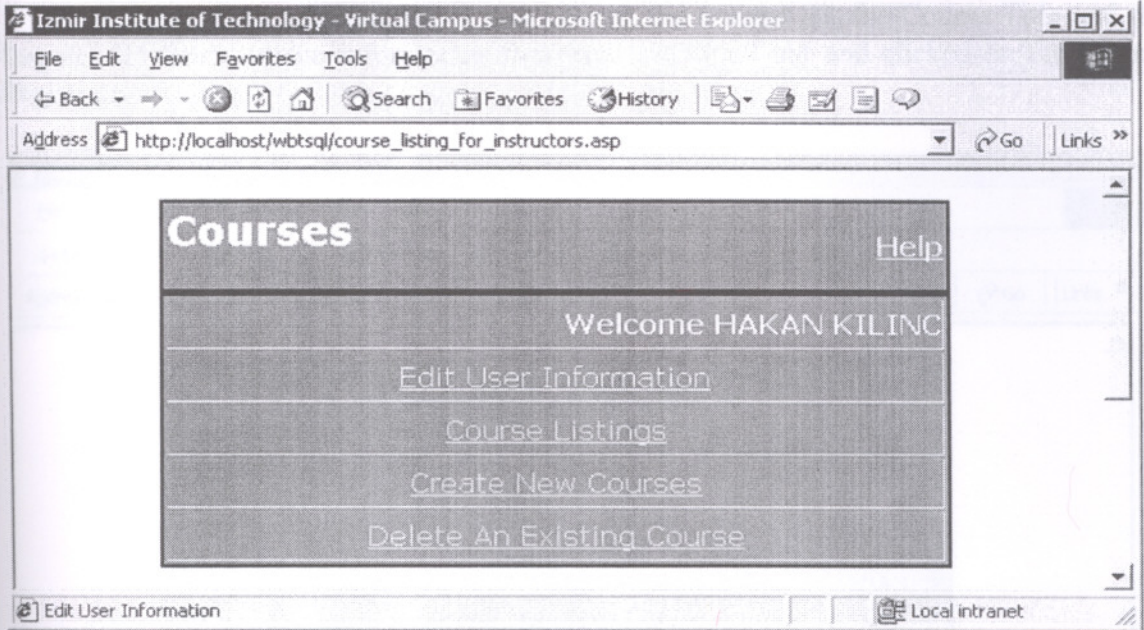 Izmir Institute of Technology - Virtual Campus - Microsoft Internet Explorer
File Edit View Favorites Tools Help
Back Search Favorites History
Address http://localhost/wbtsql/course_listing_for_instructors.asp Go Links »
Courses
Help
Welcome HAKAN KILINC
Edit User Information
Course Listings
Create New Courses
Delete An Existing Course
Edit User Information Local intranet